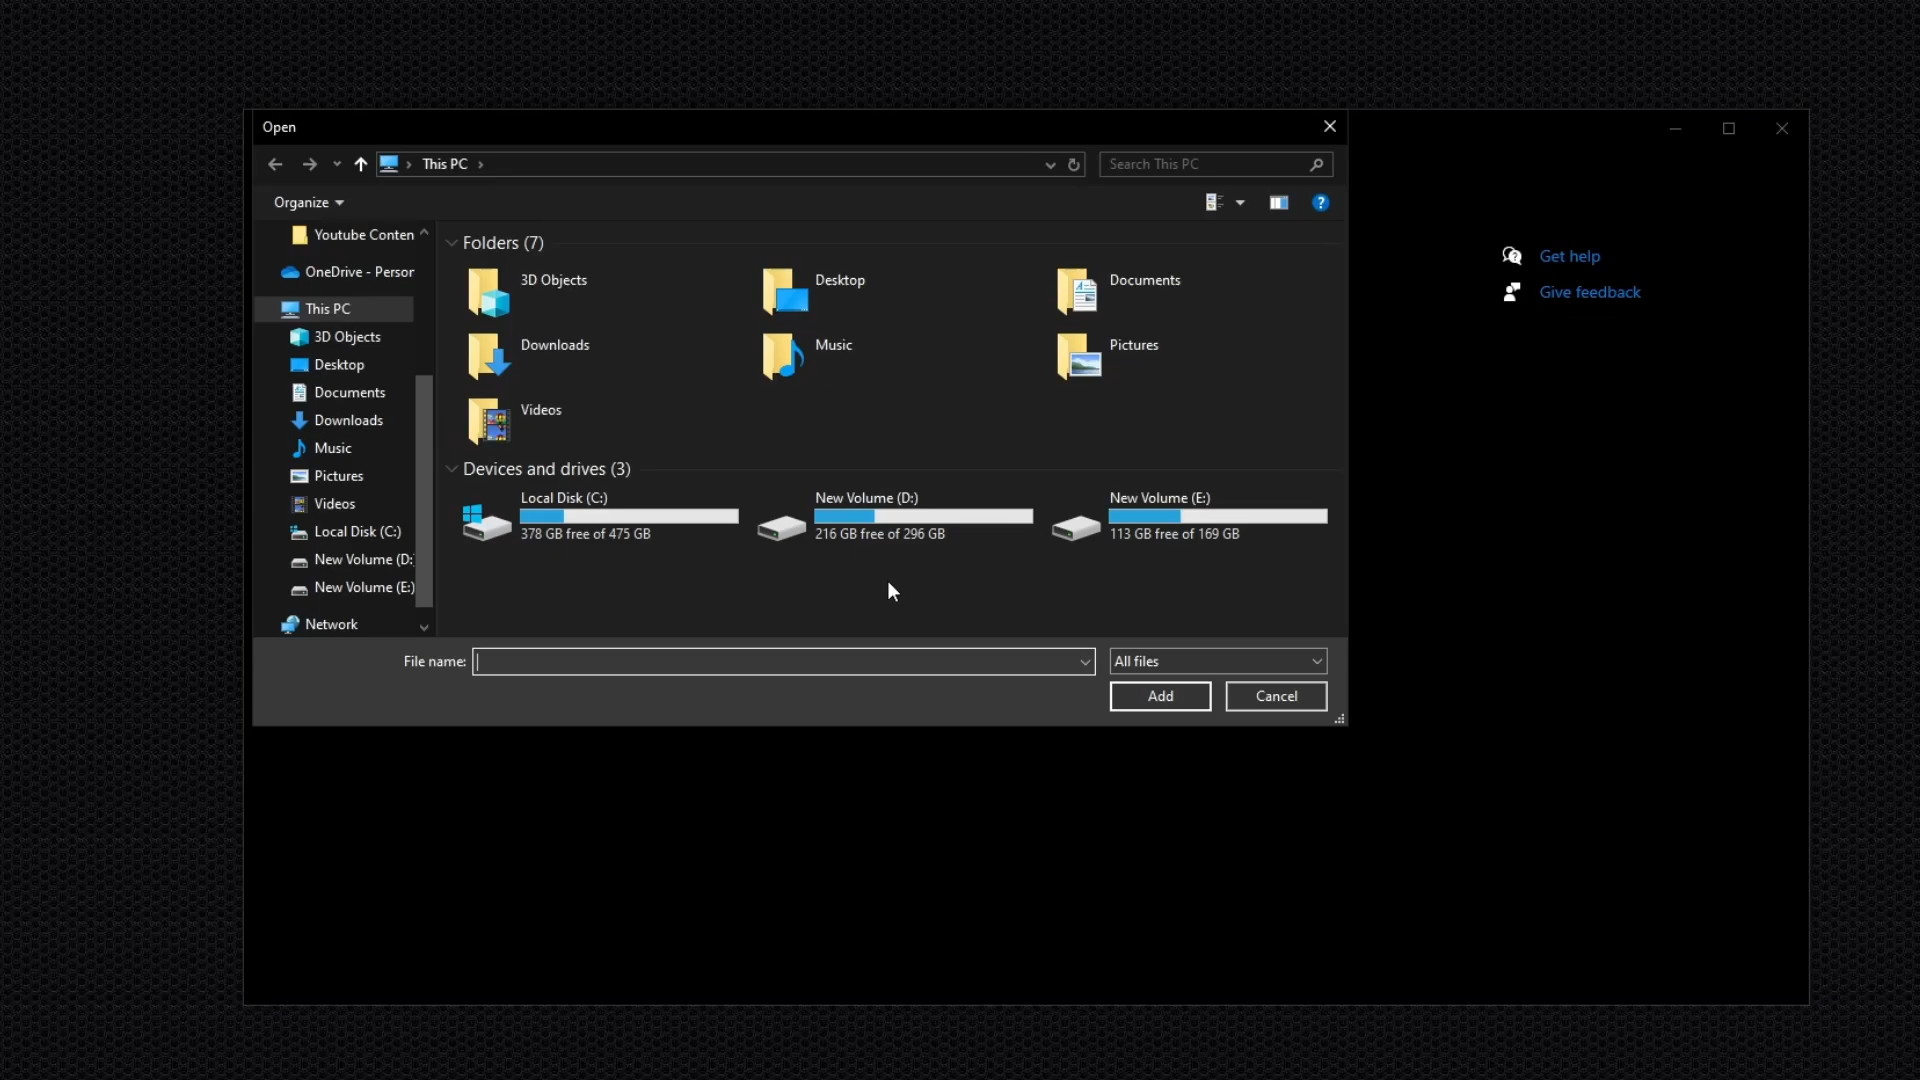 Open
This PC
Search This PC
Organize
Youtube Conten
OneDrive - Person
This PC
3D Objects
Desktop
Documents
Downloads
Music
Pictures
Videos
Local Disk (C:)
New Volume (D:
New Volume (E:)
Network
Folders (7)
3D Objects
Desktop
Documents
Downloads
Music
Pictures
Videos
Devices and drives (3)
Local Disk (C:)
378 GB free of 475 GB
New Volume (D:)
216 GB free of 296 GB
New Volume (E:)
113 GB free of 169 GB
File name:
All files
Add
Cancel
Get help
Give feedback